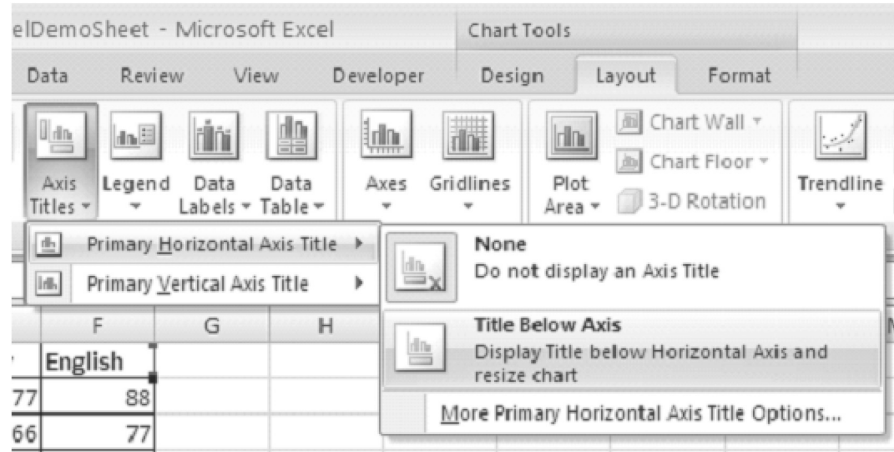 elDemoSheet - Microsoft Excel Chart Tools
Data Review View Developer Design Layout Format
Axis Titles Legend Data Labels Data Table Axes Gridlines Plot Area Chart Wall Trendline
Chart Floor
3-D Rotation
Primary Horizontal Axis Title
Primary Vertical Axis Title
None
Do not display an Axis Title
Title Below Axis
Display Title below Horizontal Axis and
resize chart
More Primary Horizontal Axis Title Options...
F G H
English
77 88
66 77